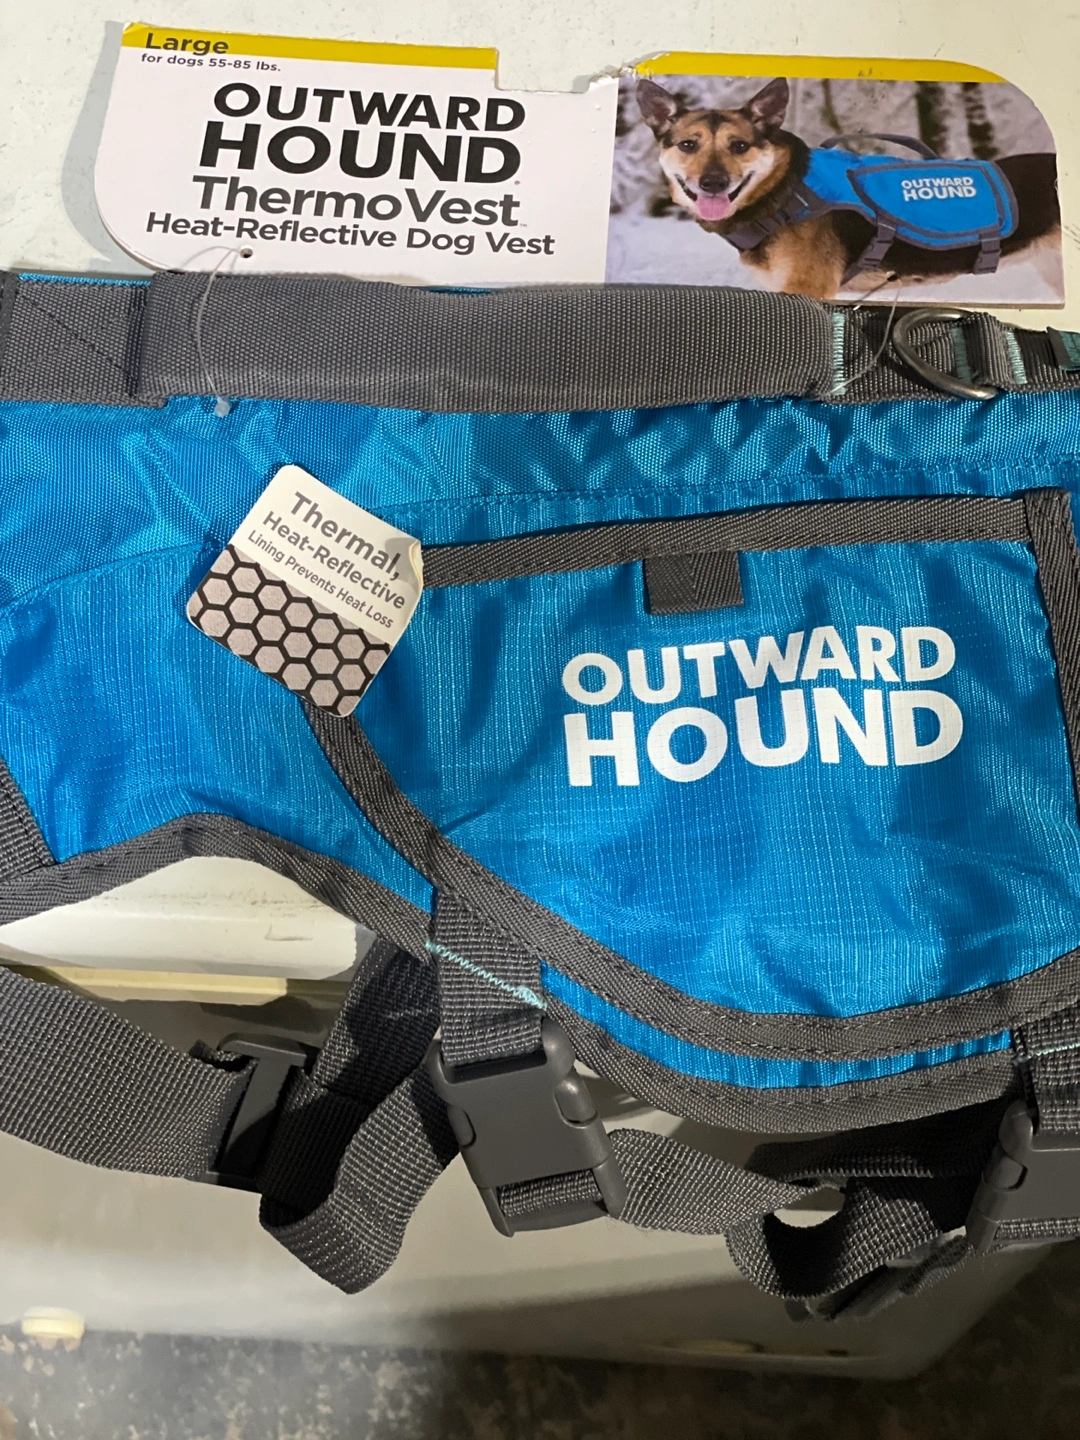 Large
for dogs 55-85 lbs.
OUTWARD
HOUND®
ThermoVest™
Heat-Reflective Dog Vest
OUTWARD
HOUND
Thermal,
Heat-Reflective
Lining Prevents Heat Loss
OUTWARD
HOUND